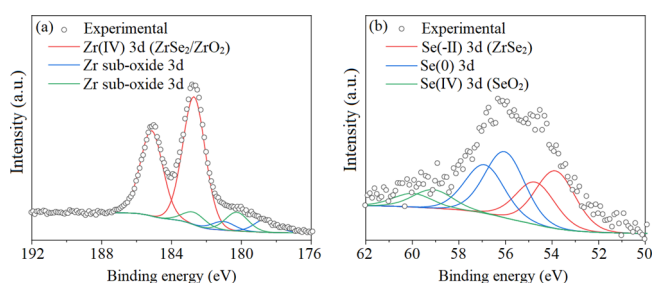 (a)
Experimental
Zr(IV) 3d (ZrSe₂/ZrO₂)
Zr sub-oxide 3d
Zr sub-oxide 3d
Intensity (a.u.)
192 188 184 180 176
Binding energy (eV)
(b)
Experimental
Se(-II) 3d (ZrSe₂)
Se(0) 3d
Se(IV) 3d (SeO₂)
Intensity (a.u.)
62 60 58 56 54 52 50
Binding energy (eV)